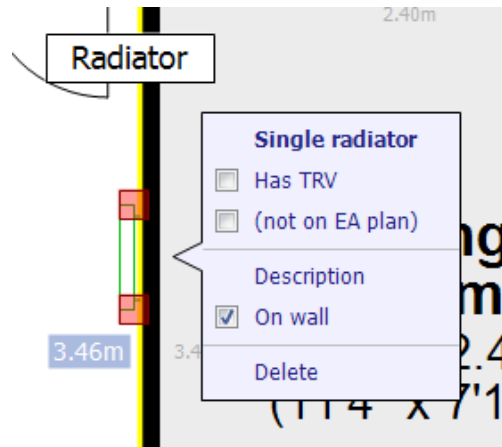 2.40m
Radiator
Single radiator
Has TRV
(not on EA plan)
Description
On wall
Delete
3.46m